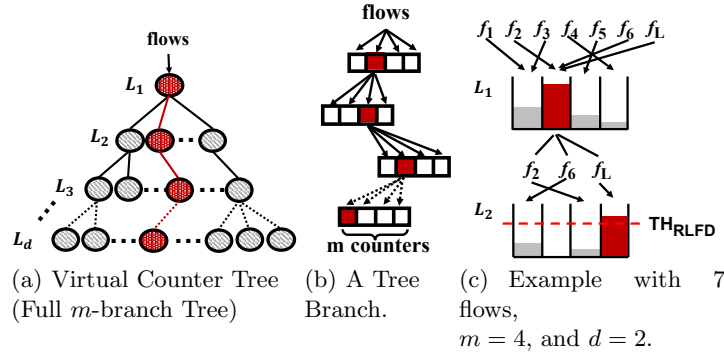 flows
L1
L2
L3
Ld
(a) Virtual Counter Tree
(Full m-branch Tree)
flows
m counters
(b) A Tree
Branch.
f1 f2 f3 f4 f5 f6 fL
L1
f2 f6 fL
L2
THRLFD
(c) Example with 7
flows,
m = 4, and d = 2.